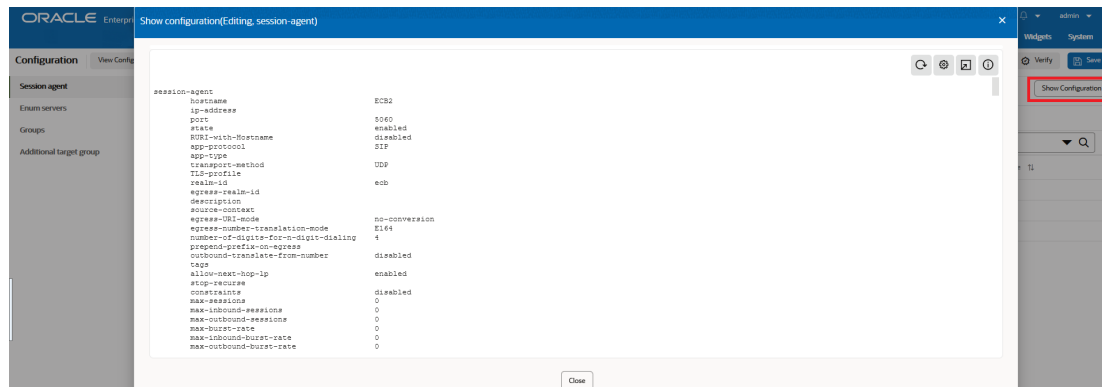 ORACLE Enterpri
Show configuration(Editing, session-agent)
admin
Widgets System
Configuration View Config
Verify Save
Session agent
Show Configuration
Enum servers
Groups
Additional target group
session-agent
hostname ECB2
ip-address
port 5060
state enabled
RURI-with-Hostname disabled
app-protocol SIP
app-type
transport-method UDP
TLS-profile
realm-id ecb
egress-realm-id
description
source-context
egress-URI-mode no-conversion
egress-number-translation-mode E164
number-of-digits-for-n-digit-dialing 4
prepend-prefix-on-egress
outbound-translate-from-number disabled
tags
allow-next-hop-lp enabled
stop-recurse
constraints disabled
max-sessions 0
max-inbound-sessions 0
max-outbound-sessions 0
max-burst-rate 0
max-inbound-burst-rate 0
max-outbound-burst-rate 0
Close